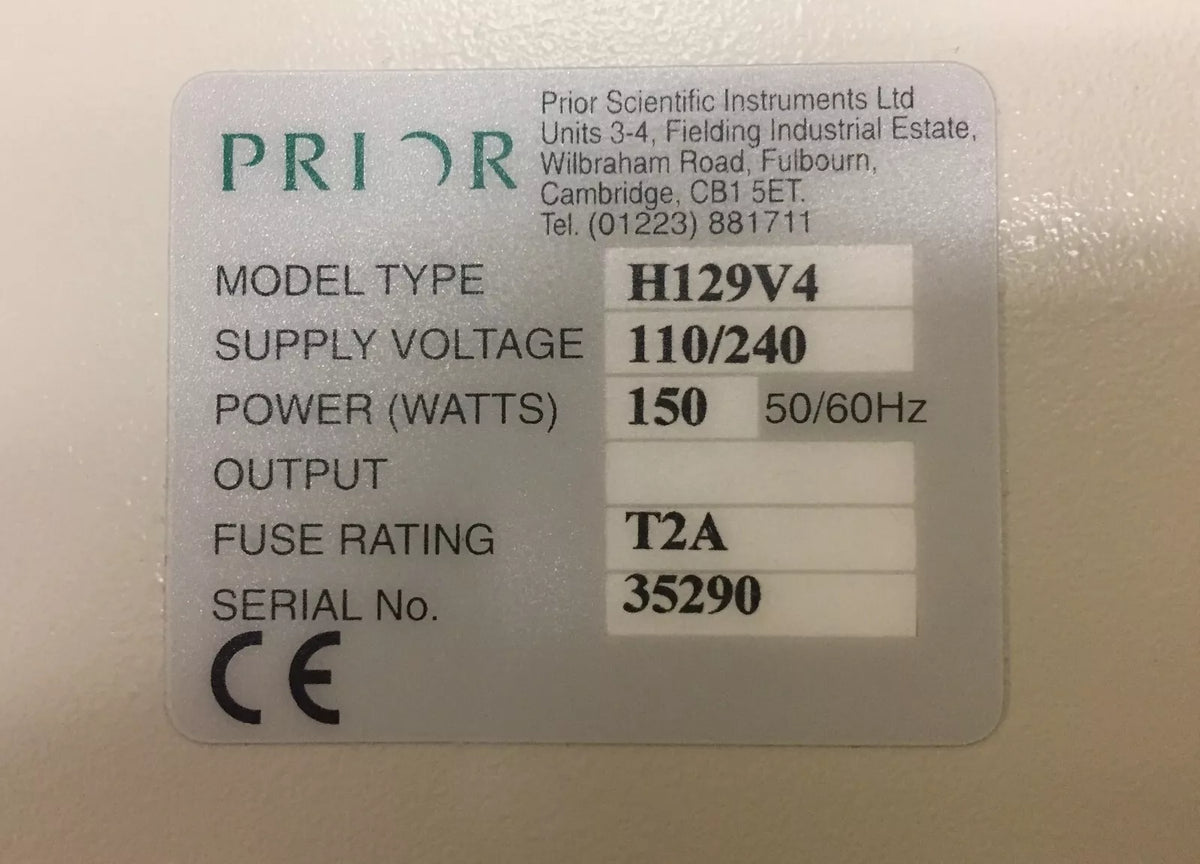 PRIOR
Prior Scientific Instruments Ltd
Units 3-4, Fielding Industrial Estate,
Wilbraham Road, Fulbourn,
Cambridge, CB1 5ET.
Tel. (01223) 881711
MODEL TYPE H129V4
SUPPLY VOLTAGE 110/240
POWER (WATTS) 150 50/60Hz
OUTPUT
FUSE RATING T2A
SERIAL No. 35290
CE